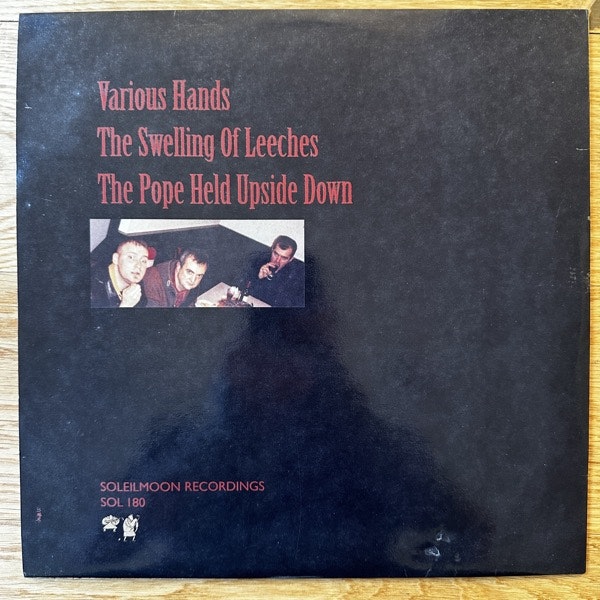 Various Hands
The Swelling Of Leeches
The Pope Held Upside Down
SOLEILMOON RECORDINGS
SOL 180